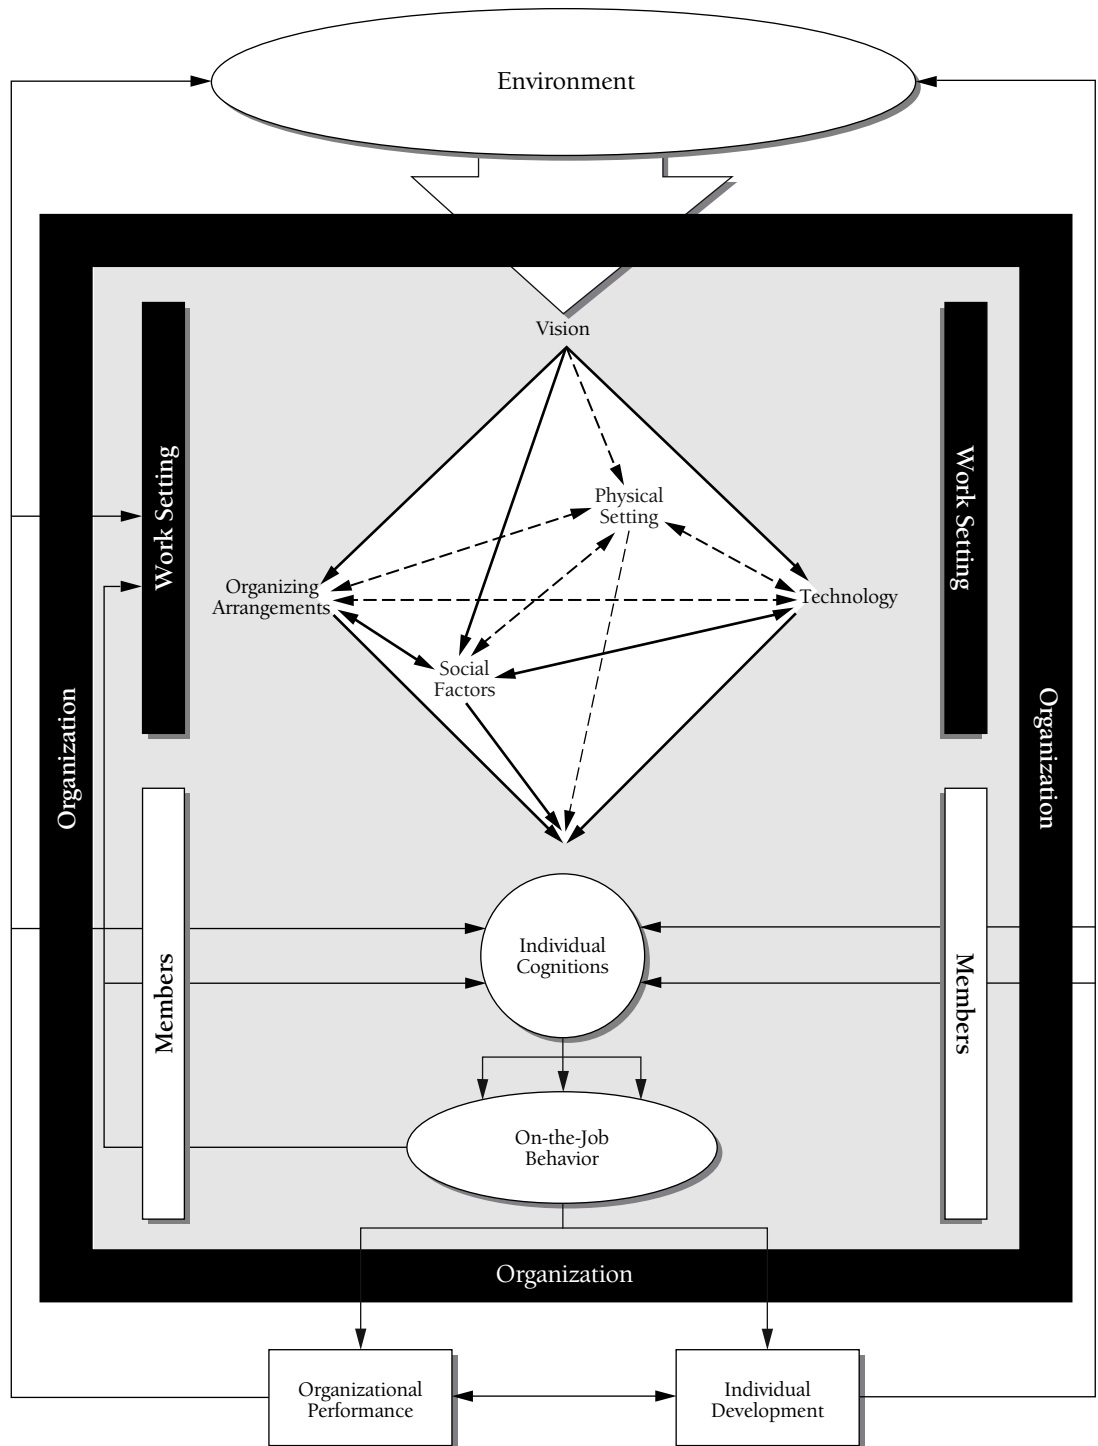 Environment
Vision
Work Setting
Work Setting
Physical
Setting
Organizing
Arrangements
Technology
Social
Factors
Organization
Organization
Individual
Cognitions
Members
Members
On-the-Job
Behavior
Organization
Organizational
Performance
Individual
Development